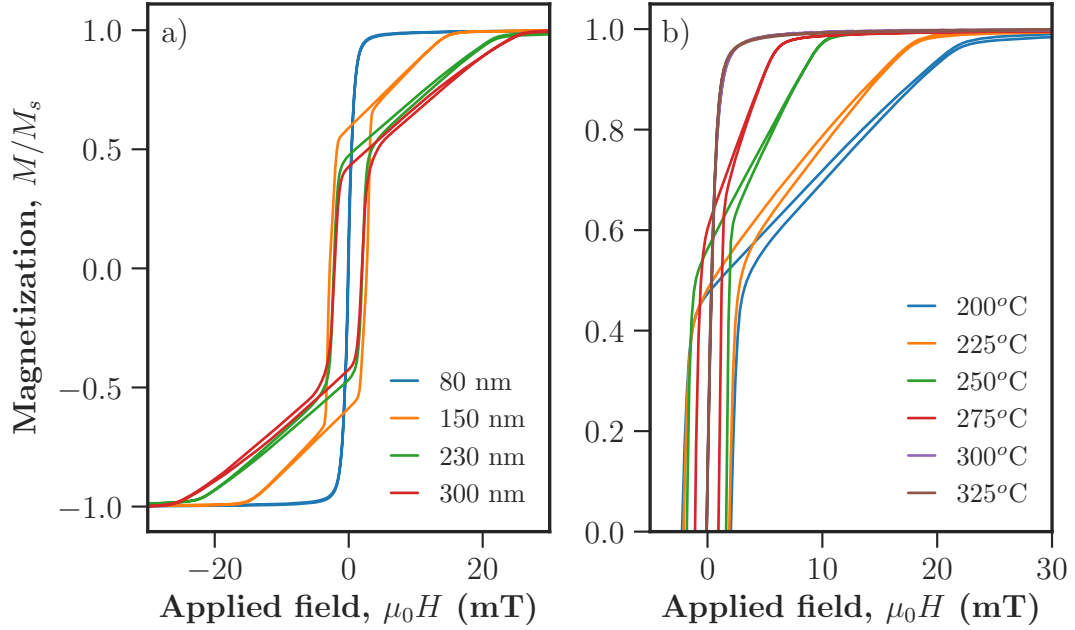 a)
1.0
0.5
0.0
−0.5
−1.0
Magnetization, M/Mₛ
80 nm
150 nm
230 nm
300 nm
−20
0
20
Applied field, μ₀H (mT)
b)
1.0
0.8
0.6
0.4
0.2
0.0
200°C
225°C
250°C
275°C
300°C
325°C
0
10
20
30
Applied field, μ₀H (mT)